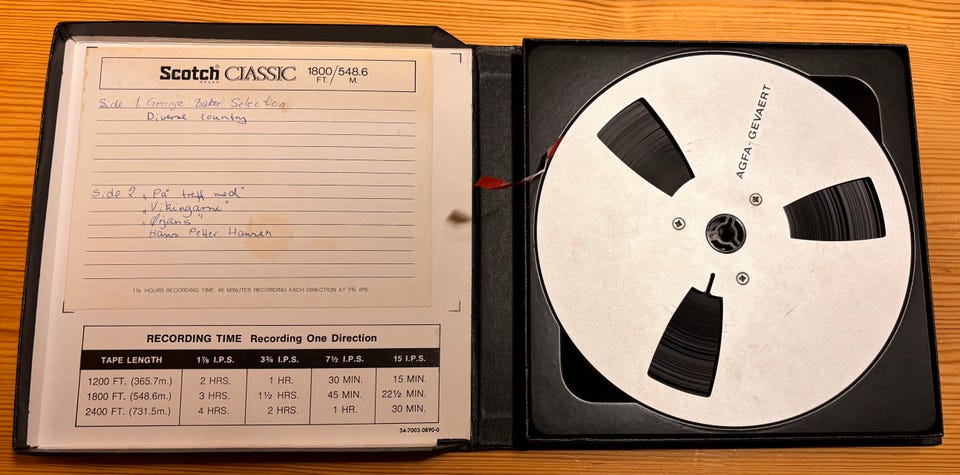 Scotch BRAND CLASSIC 1800 FT. / 548.6 M.
Side 1. George Baker Selection
Diverse country
Side 2 „På treff med"
„Vikingarne"
„Ørjans"
Hans Petter Hansen
1½ HOURS RECORDING TIME, 45 MINUTES RECORDING EACH DIRECTION AT 7½ IPS
RECORDING TIME Recording One Direction
TAPE LENGTH 1⅞ I.P.S. 3¾ I.P.S. 7½ I.P.S. 15 I.P.S.
1200 FT. (365.7m.) 2 HRS. 1 HR. 30 MIN. 15 MIN.
1800 FT. (548.6m) 3 HRS. 1½ HRS. 45 MIN. 22½ MIN.
2400 FT. (731.5m) 4 HRS. 2 HRS. 1 HR. 30 MIN.
34-7003-0890-0
AGFA-GEVAERT